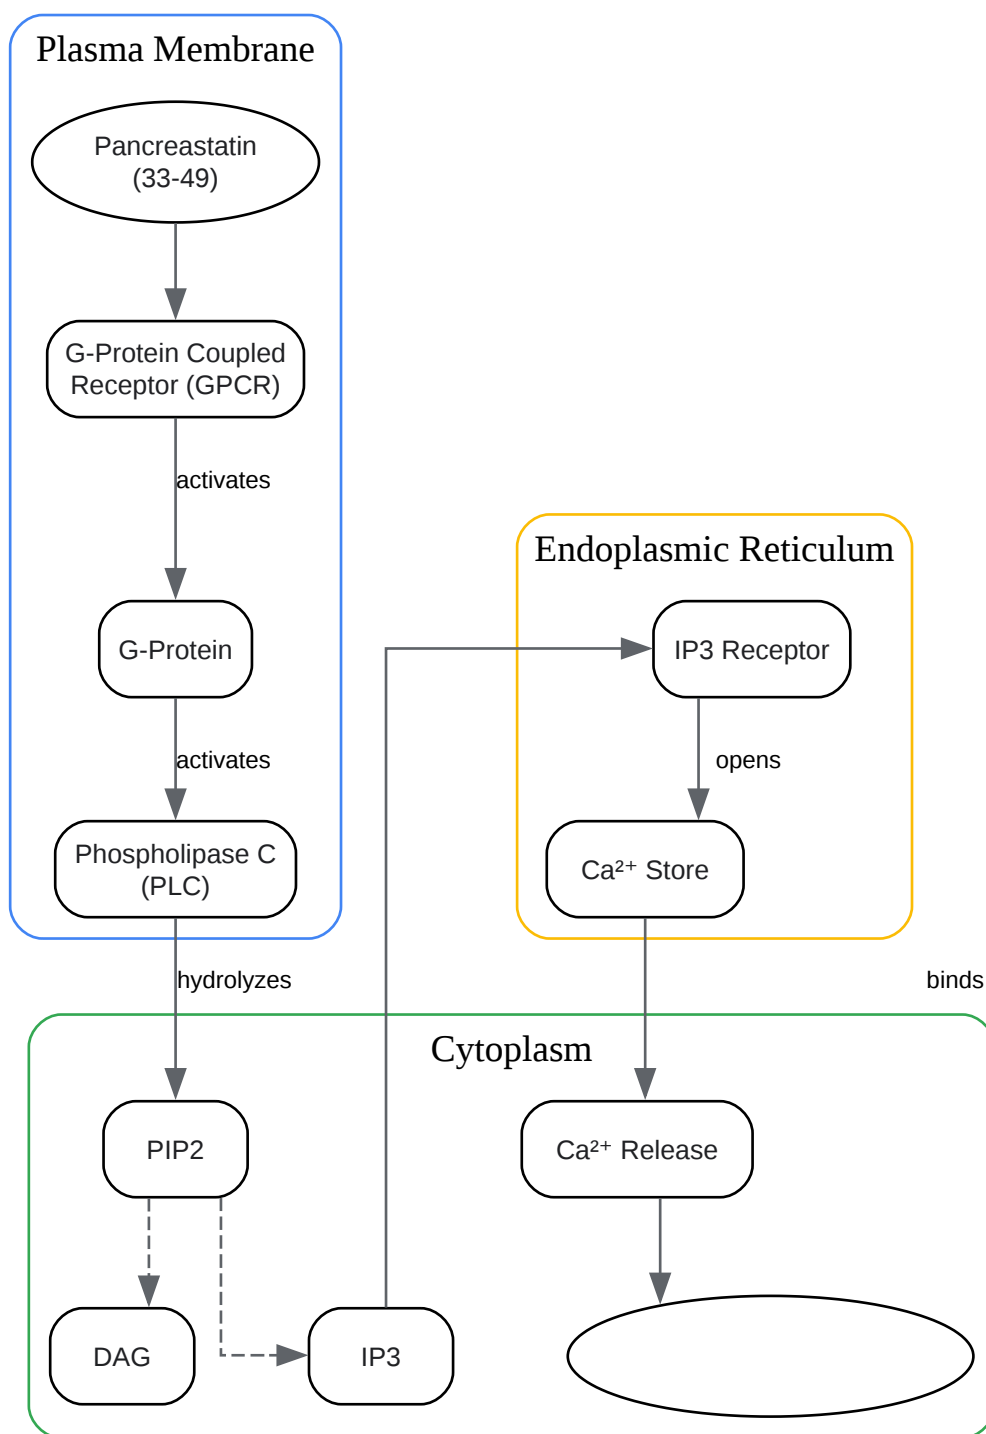 Plasma Membrane
Pancreastatin
(33-49)
G-Protein Coupled
Receptor (GPCR)
activates
G-Protein
activates
Phospholipase C
(PLC)
hydrolyzes
Endoplasmic Reticulum
IP3 Receptor
opens
Ca²⁺ Store
binds
Cytoplasm
PIP2
Ca²⁺ Release
DAG
IP3